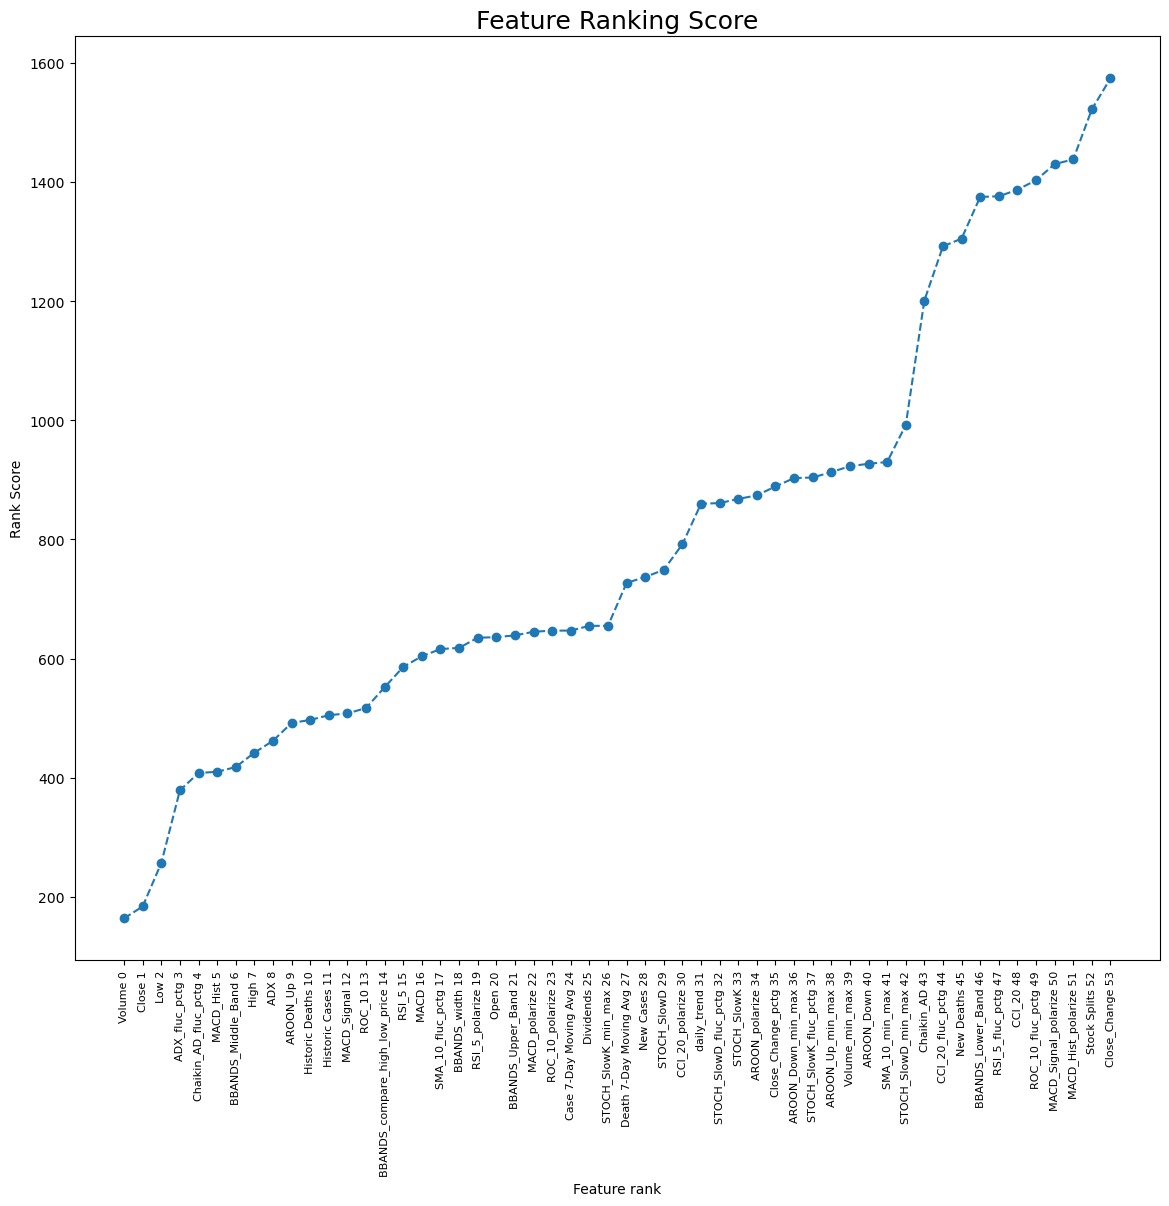 Feature Ranking Score
1600
1400
1200
1000
800
600
400
200
Rank Score
Volume 0
Close 1
Low 2
ADX_fluc_pctg 3
Chaikin_AD_fluc_pctg 4
MACD_Hist 5
BBANDS_Middle_Band 6
High 7
ADX 8
AROON_Up 9
Historic Deaths 10
Historic Cases 11
MACD_Signal 12
ROC_10 13
BBANDS_compare_high_low_price 14
RSI_5 15
MACD 16
SMA_10_fluc_pctg 17
BBANDS_width 18
RSI_5_polarize 19
Open 20
BBANDS_Upper_Band 21
MACD_polarize 22
ROC_10_polarize 23
Case 7-Day Moving Avg 24
Dividends 25
STOCH_SlowK_min_max 26
Death 7-Day Moving Avg 27
New Cases 28
STOCH_SlowD 29
CCI_20_polarize 30
daily_trend 31
STOCH_SlowD_fluc_pctg 32
STOCH_SlowK 33
AROON_polarize 34
Close_Change_pctg 35
AROON_Down_min_max 36
STOCH_SlowK_fluc_pctg 37
AROON_Up_min_max 38
Volume_min_max 39
AROON_Down 40
SMA_10_min_max 41
STOCH_SlowD_min_max 42
Chaikin_AD 43
CCI_20_fluc_pctg 44
New Deaths 45
BBANDS_Lower_Band 46
RSI_5_fluc_pctg 47
CCI_20 48
ROC_10_fluc_pctg 49
MACD_Signal_polarize 50
MACD_Hist_polarize 51
Stock Splits 52
Close_Change 53
Feature rank